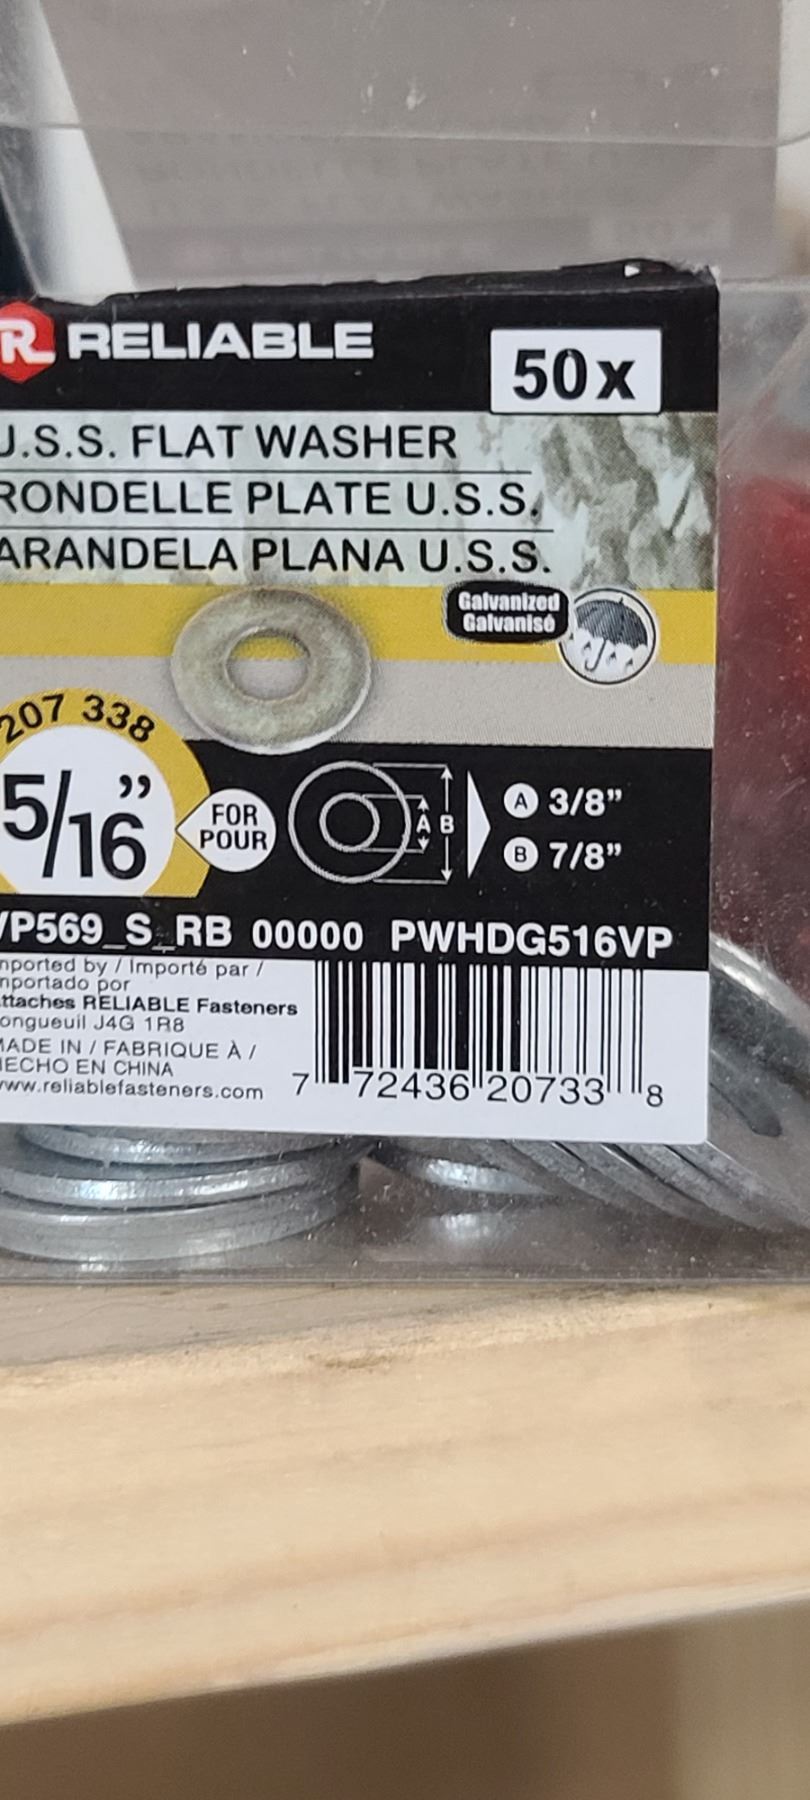 R RELIABLE
50x
U.S.S. FLAT WASHER
RONDELLE PLATE U.S.S.
ARANDELA PLANA U.S.S.
Galvanized
Galvanisé
207 338
5/16”
FOR
POUR
A B
A 3/8”
B 7/8”
VP569_S_RB 00000 PWHDG516VP
mported by / Importé par /
mportado por
ttaches RELIABLE Fasteners
ongueuil J4G 1R8
MADE IN / FABRIQUE À /
HECHO EN CHINA
www.reliablefasteners.com
7 72436 20733 8